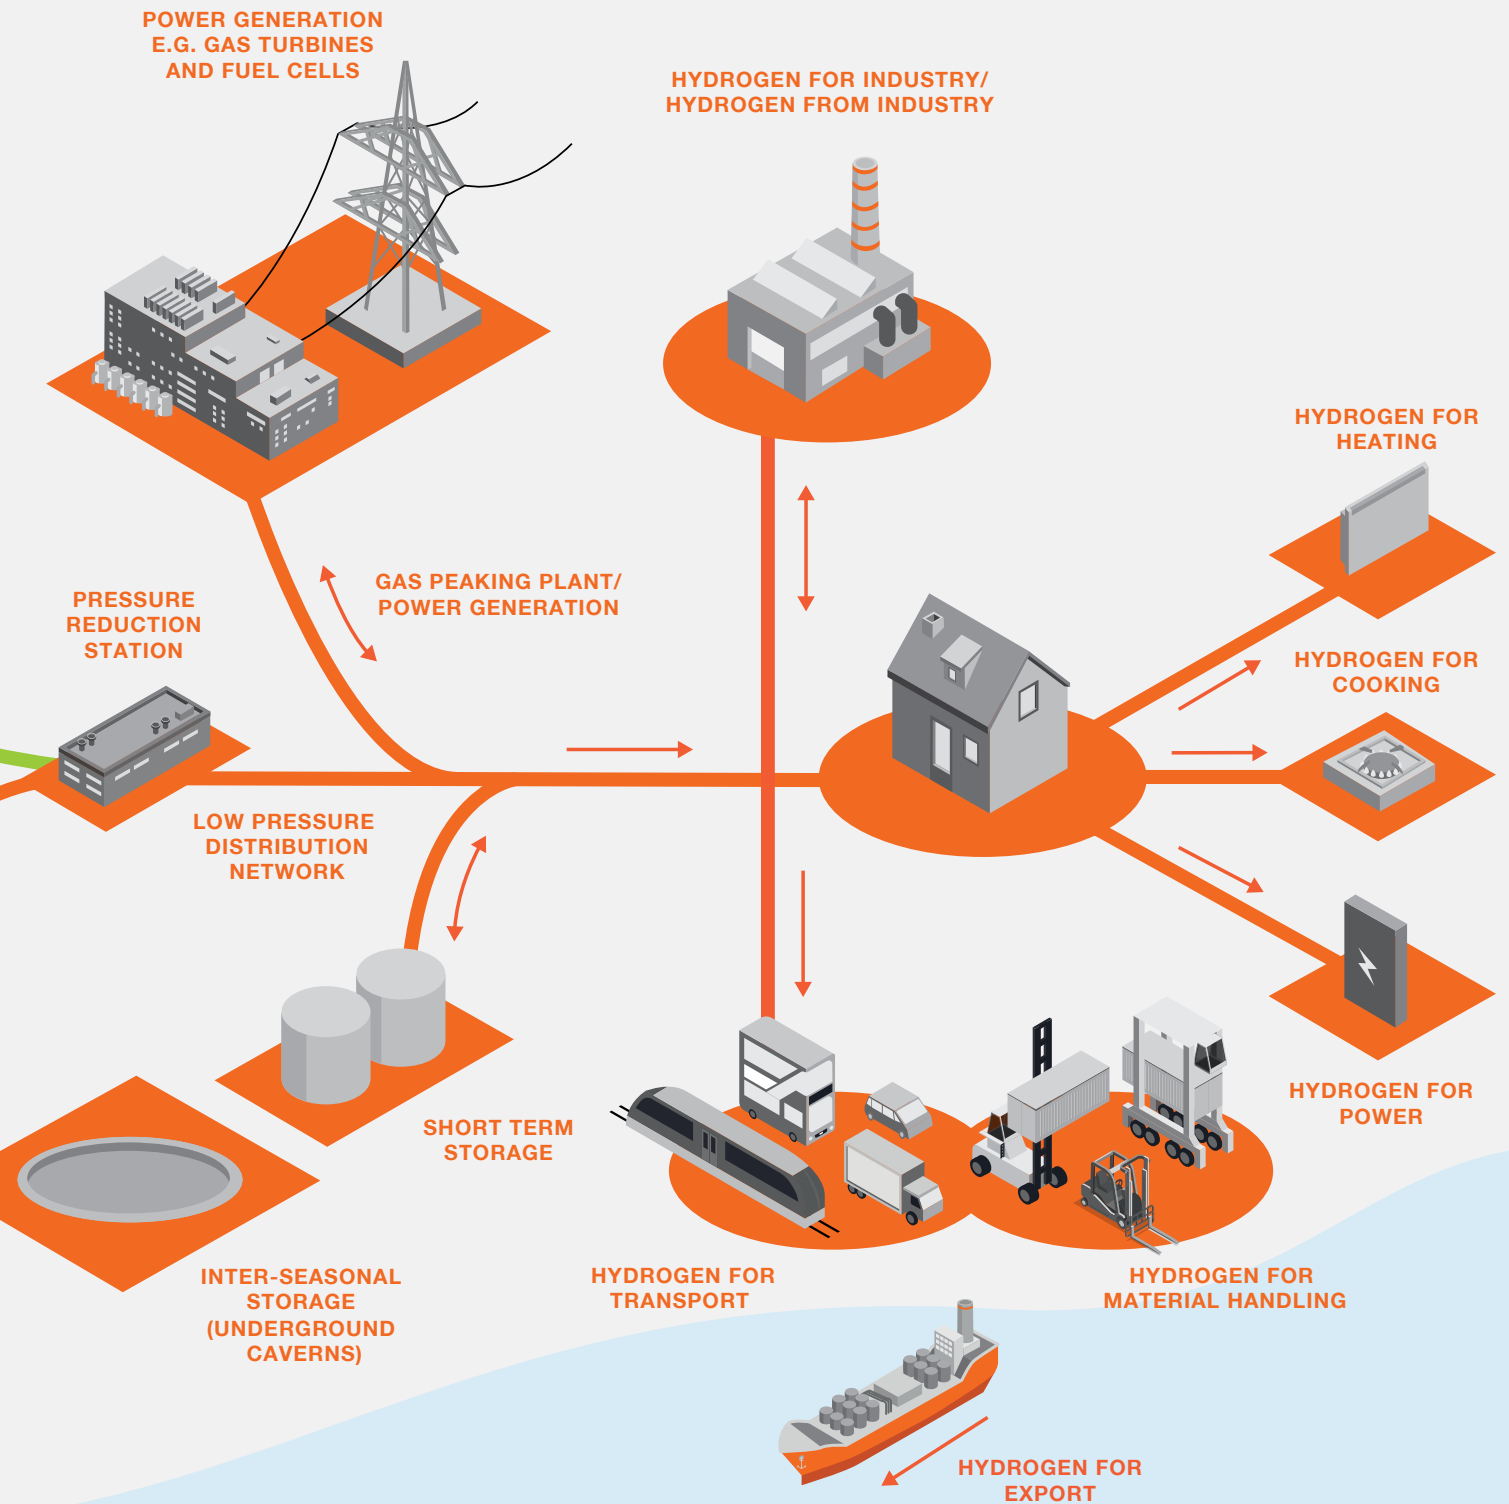 POWER GENERATION
E.G. GAS TURBINES
AND FUEL CELLS
HYDROGEN FOR INDUSTRY/
HYDROGEN FROM INDUSTRY
HYDROGEN FOR
HEATING
GAS PEAKING PLANT/
POWER GENERATION
PRESSURE
REDUCTION
STATION
HYDROGEN FOR
COOKING
LOW PRESSURE
DISTRIBUTION
NETWORK
HYDROGEN FOR
POWER
SHORT TERM
STORAGE
INTER-SEASONAL
STORAGE
(UNDERGROUND
CAVERNS)
HYDROGEN FOR
TRANSPORT
HYDROGEN FOR
MATERIAL HANDLING
HYDROGEN FOR
EXPORT